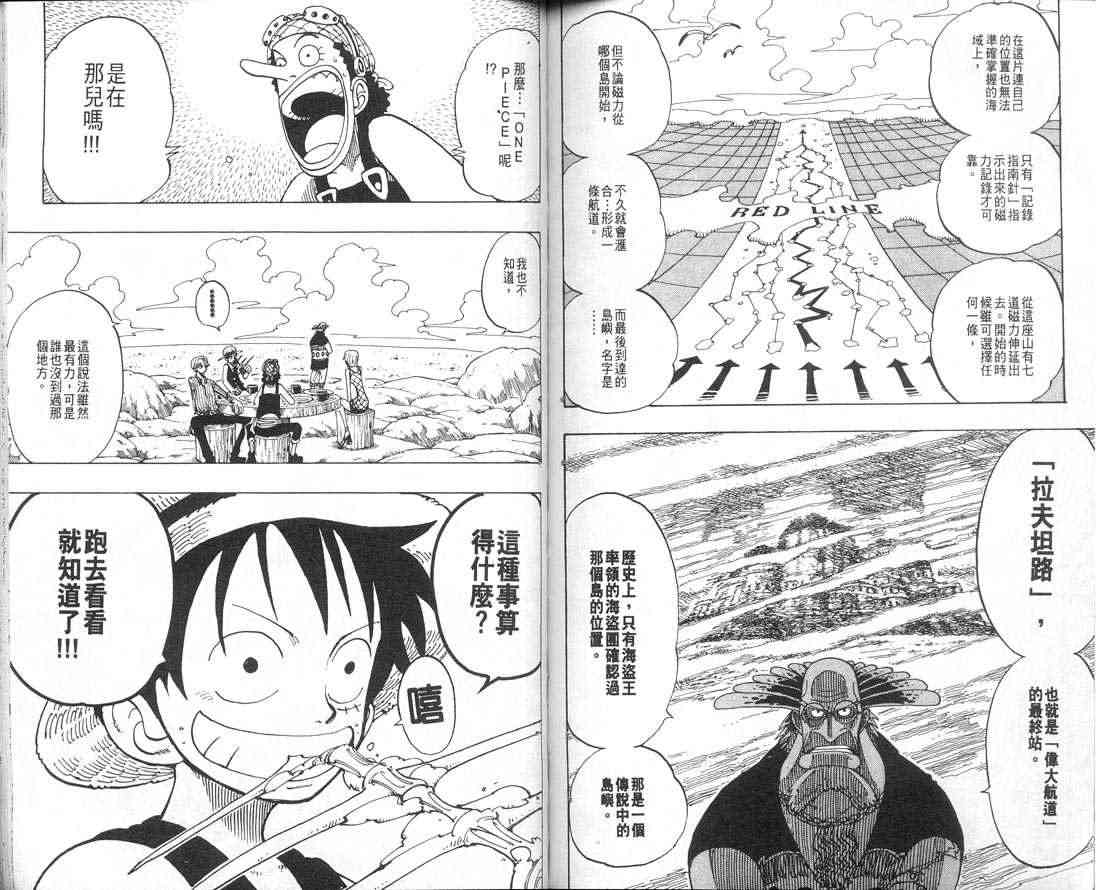 在這片連自己
的位置也無法
準確掌握的海
域上，
只有「記錄
指南針」指
示出來的磁
力記錄才可
靠。
從這座山有七
道磁力伸延出
去。開始的時
候雖可選擇任
何一條，
但不論磁力從
哪個島開始，
不久就會滙
合…形成一
條航道。
而最後到達的
島嶼，名字是
……
RED LINE
「拉夫坦路」，
也就是「偉大航道」
的最終站。
歷史上，只有海盜王
率領的海盜團確認過
那個島的位置。
那是一個
傳說中的
島嶼。
那麼…「ONE
PIECE」呢
!?
是在
那兒嗎!!!
我也不
知道，
……
這個說法雖然
最有力，可是
誰也沒到過那
個地方。
這種事算
得什麼?
嘻
跑去看看
就知道了!!!